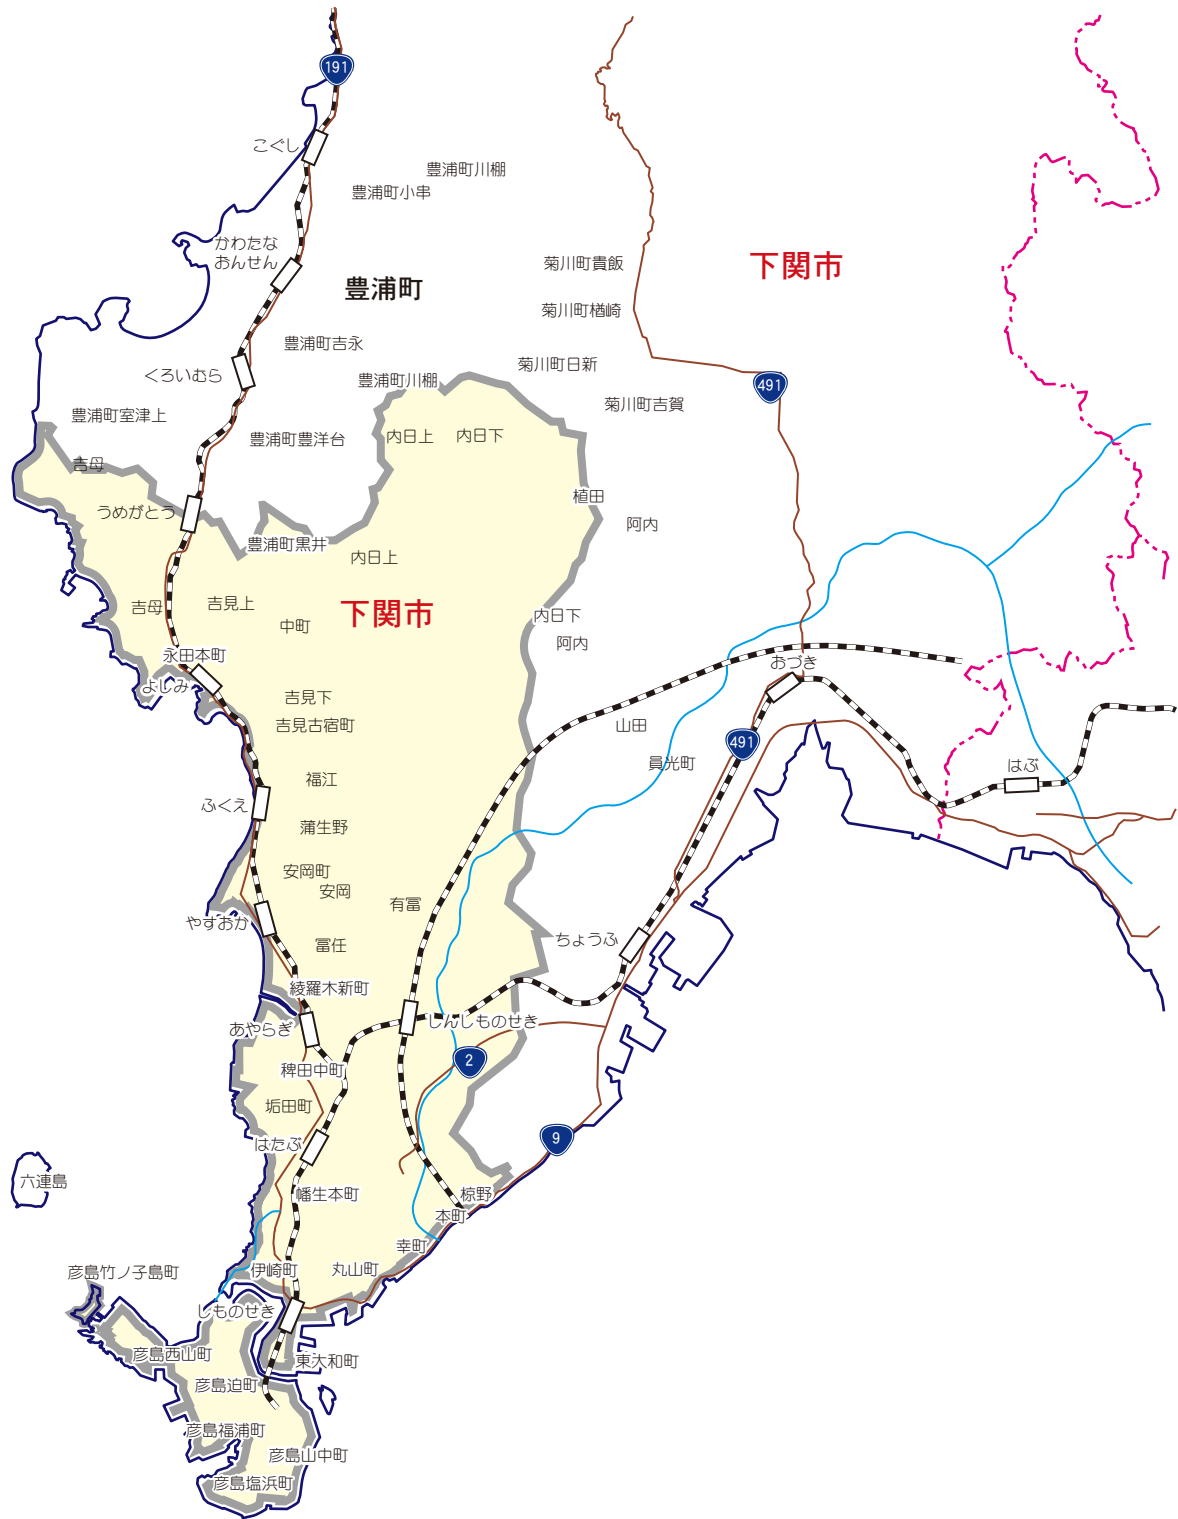 191
こぐし
豊浦町川棚
豊浦町小串
かわたな
おんせん
菊川町貴飯
下関市
豊浦町
菊川町楢崎
豊浦町吉永
くろいむら
菊川町日新
豊浦町川棚
491
菊川町吉賀
豊浦町室津上
豊浦町豊洋台
内日上
内日下
吉母
植田
うめがとう
阿内
豊浦町黒井
内日上
吉母
吉見上
下関市
内日下
中町
阿内
永田本町
おづき
よしみ
吉見下
吉見古宿町
山田
491
員光町
はぶ
福江
ふくえ
蒲生野
安岡町
安岡
有冨
やすおか
冨任
ちょうふ
綾羅木新町
しんしものせき
あやらぎ
2
稗田中町
垢田町
はたぶ
9
六連島
幡生本町
椋野
本町
幸町
彦島竹ノ子島町
伊崎町
丸山町
しものせき
彦島西山町
東大和町
彦島迫町
彦島福浦町
彦島山中町
彦島塩浜町